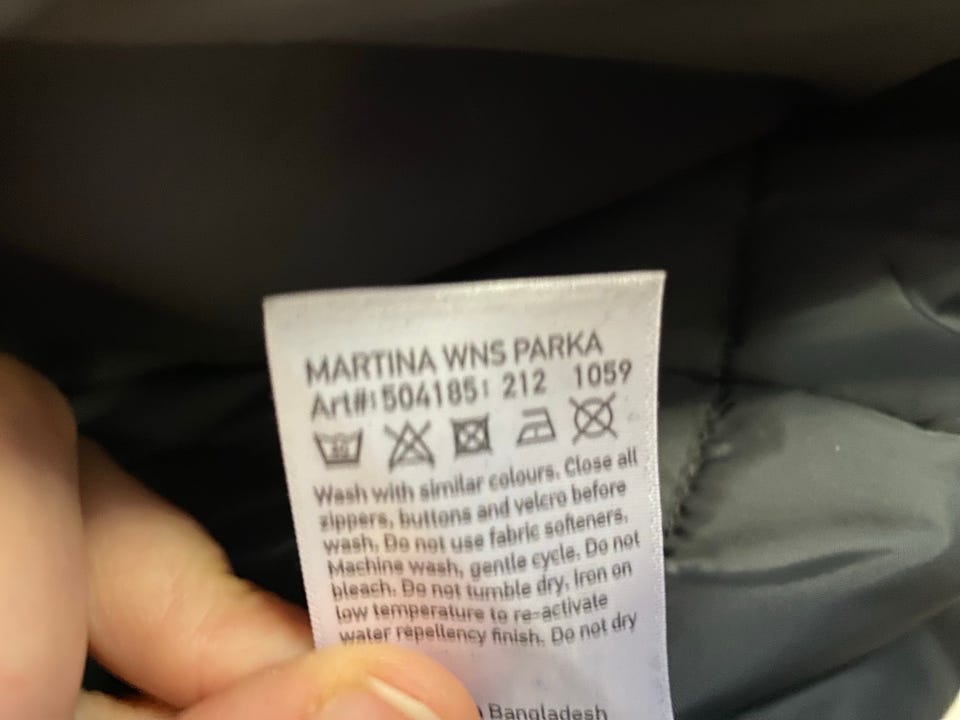 MARTINA WNS PARKA
Art#: 504185: 212 1059
Wash with similar colours. Close all
zippers, buttons and velcro before
wash. Do not use fabric softeners.
Machine wash, gentle cycle. Do not
bleach. Do not tumble dry. Iron on
low temperature to re-activate
water repellency finish. Do not dry
Bangladesh